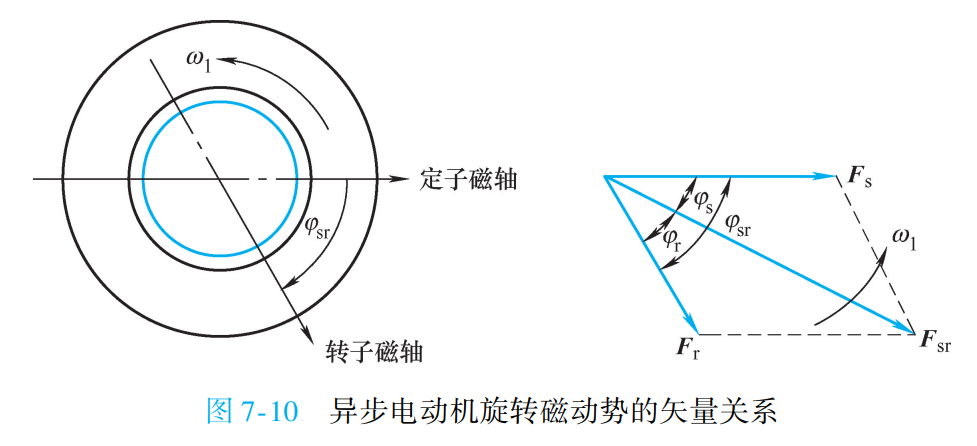 ω1
定子磁轴
φsr
转子磁轴
Fs
φs
φr
φsr
ω1
Fr
Fsr
图 7-10 异步电动机旋转磁动势的矢量关系